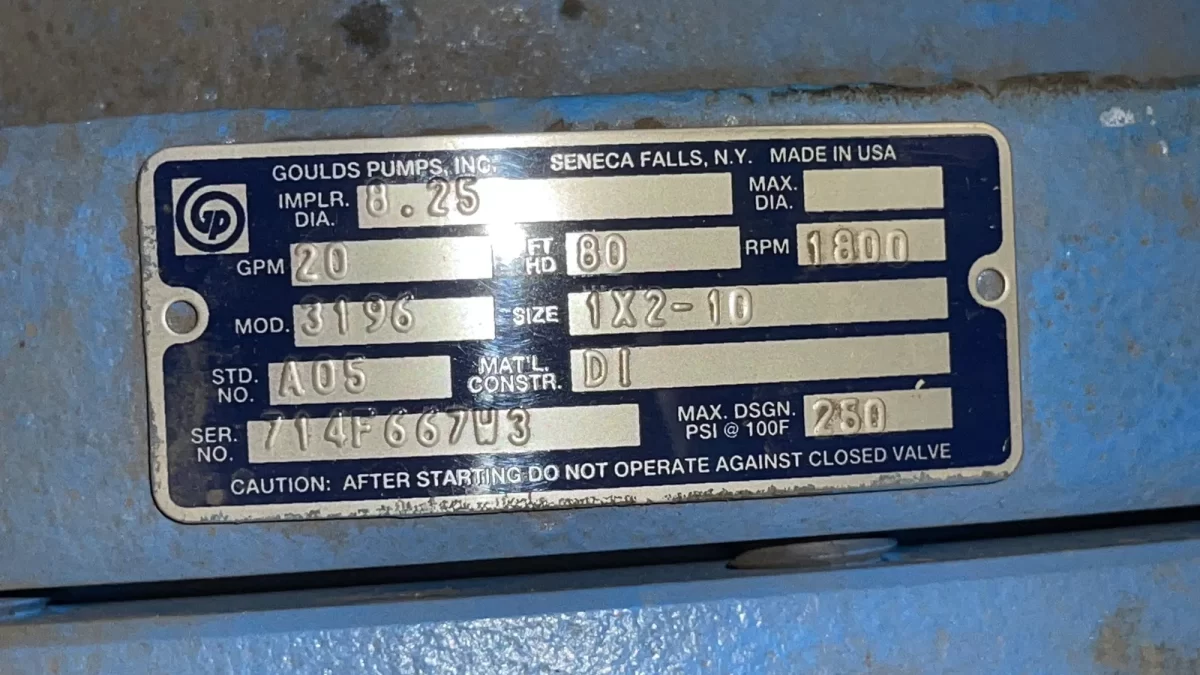 GOULDS PUMPS, INC. SENECA FALLS, N.Y. MADE IN USA
IMPLR. DIA. 8.25 MAX. DIA.
GPM 20 FT HD 80 RPM 1800
MOD. 3196 SIZE 1X2-10
STD. NO. A05 MAT'L. CONSTR. DI
SER. NO. 714F667W3 MAX. DSGN. PSI @ 100F 250
CAUTION: AFTER STARTING DO NOT OPERATE AGAINST CLOSED VALVE